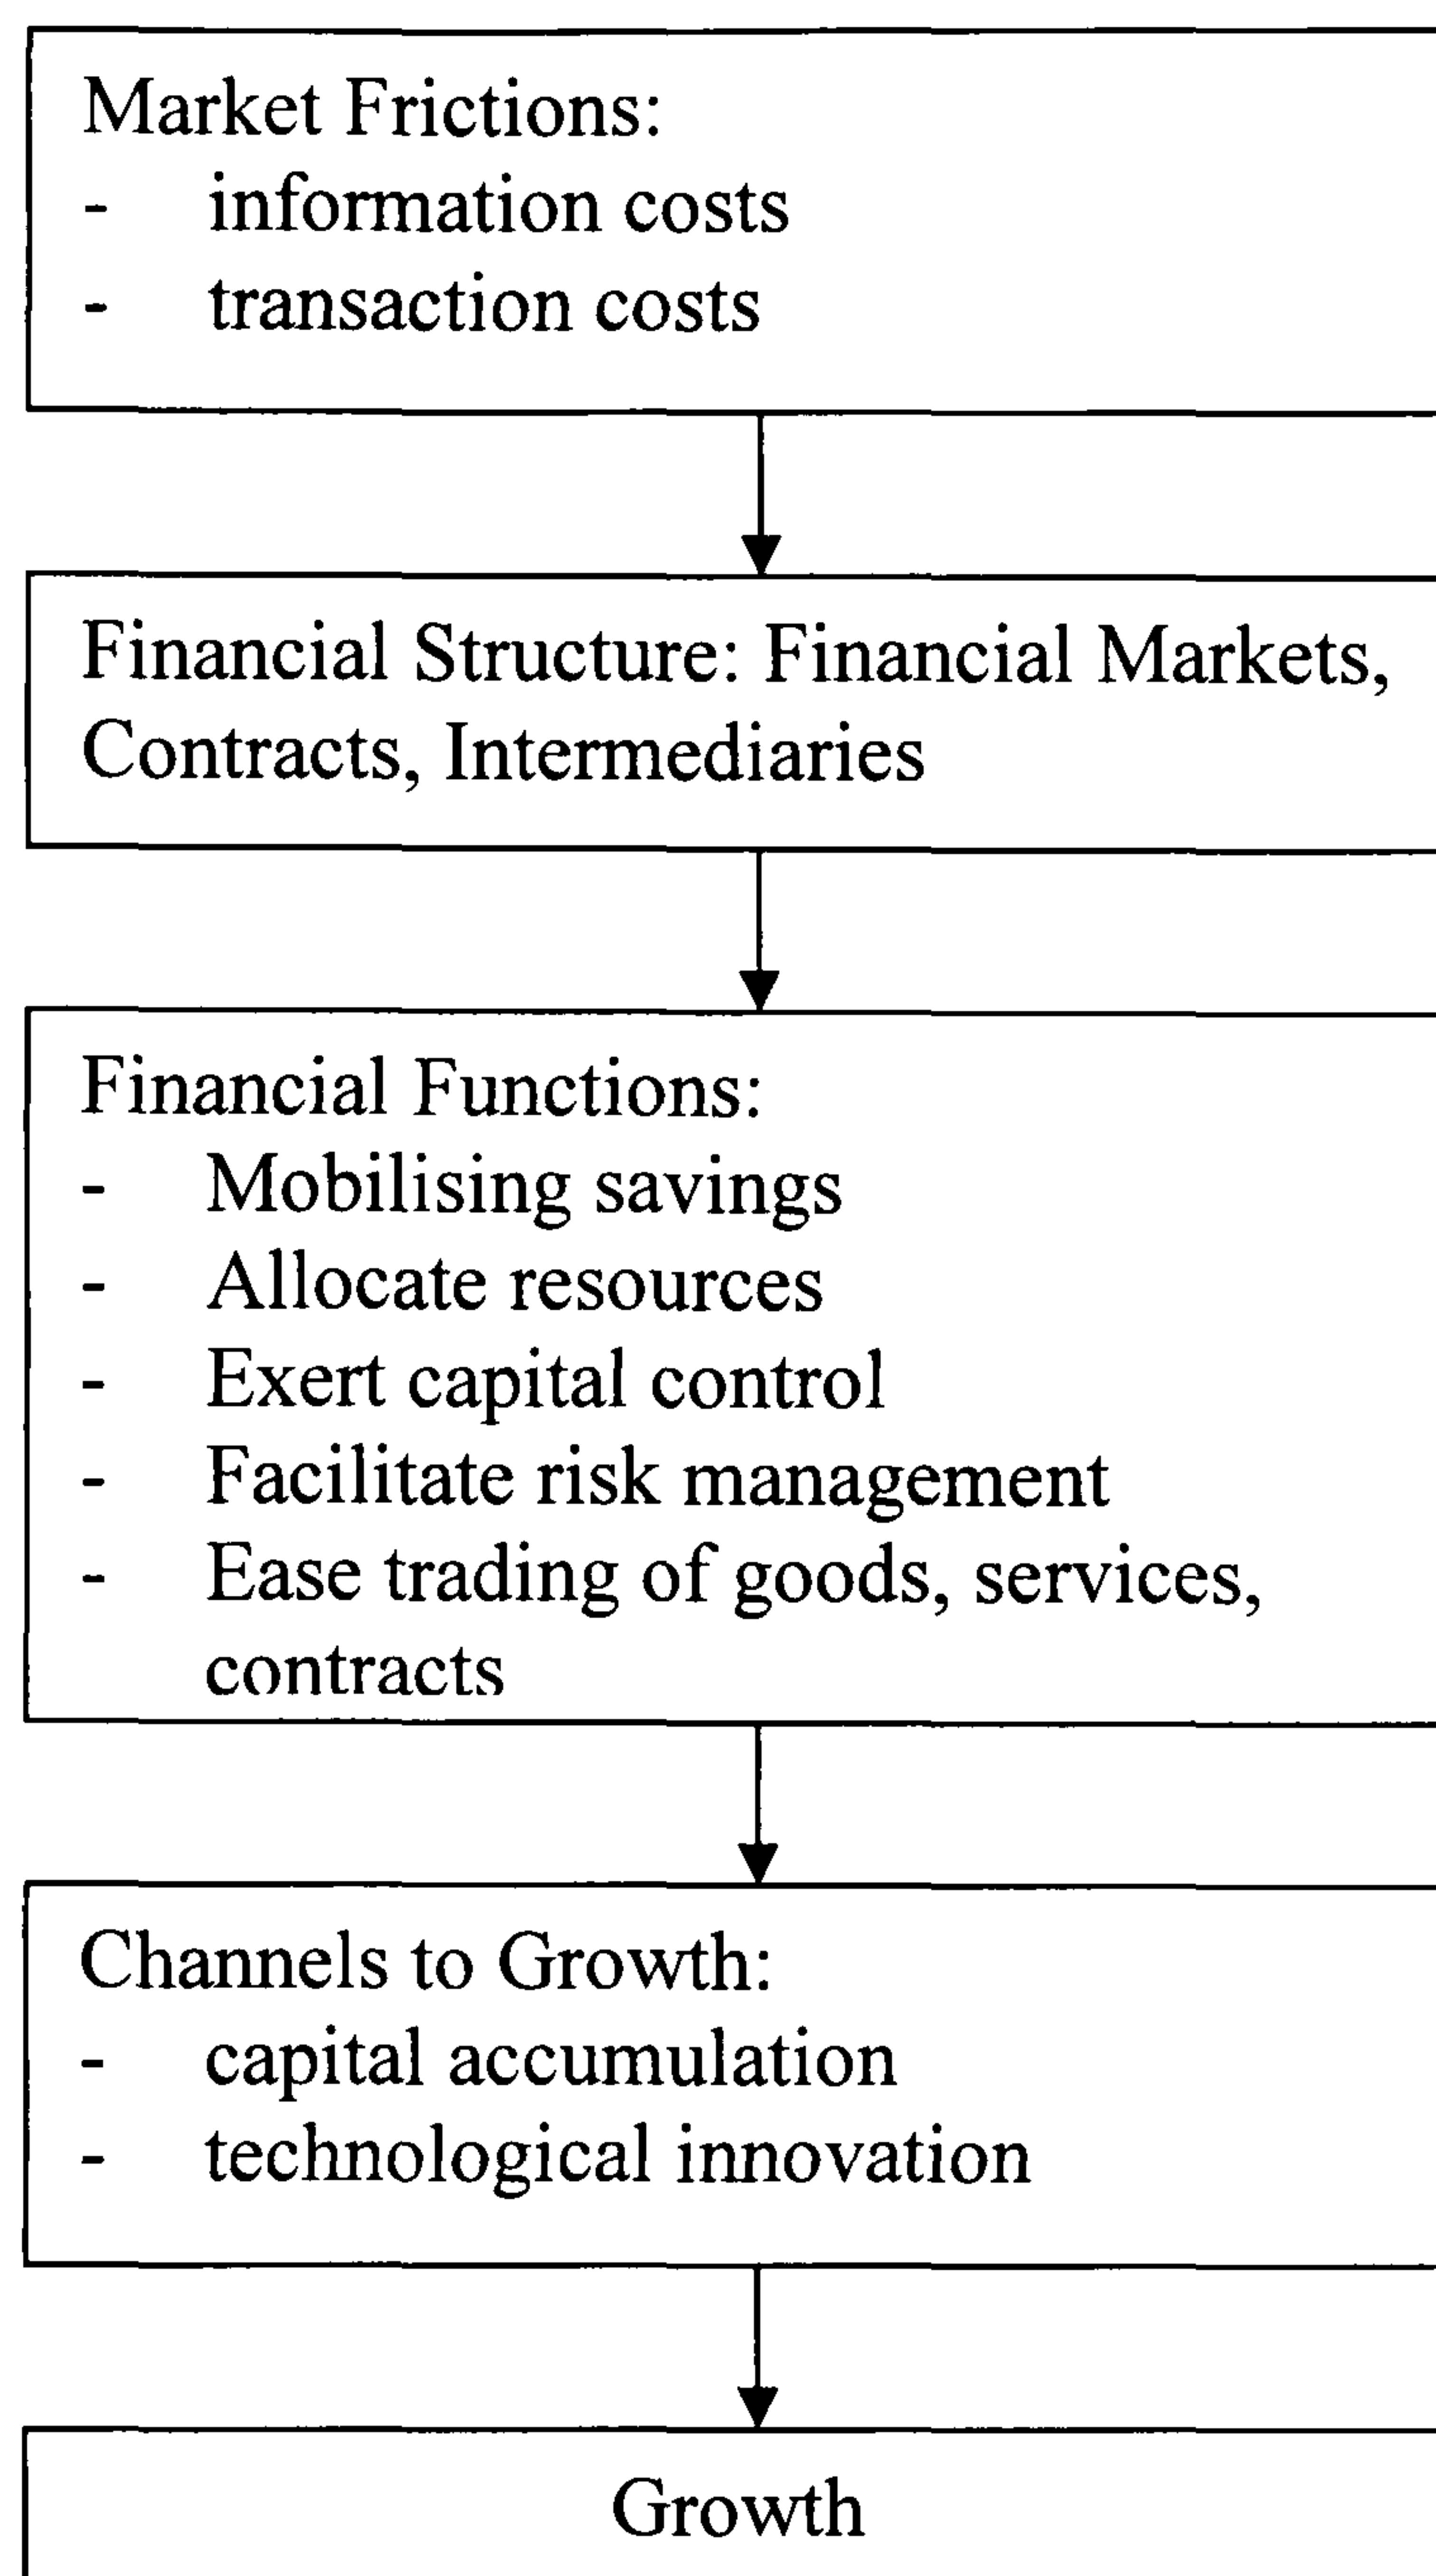 Market Frictions:
- information costs
- transaction costs
Financial Structure: Financial Markets,
Contracts, Intermediaries
Financial Functions:
- Mobilising savings
- Allocate resources
- Exert capital control
- Facilitate risk management
- Ease trading of goods, services,
contracts
Channels to Growth:
- capital accumulation
- technological innovation
Growth